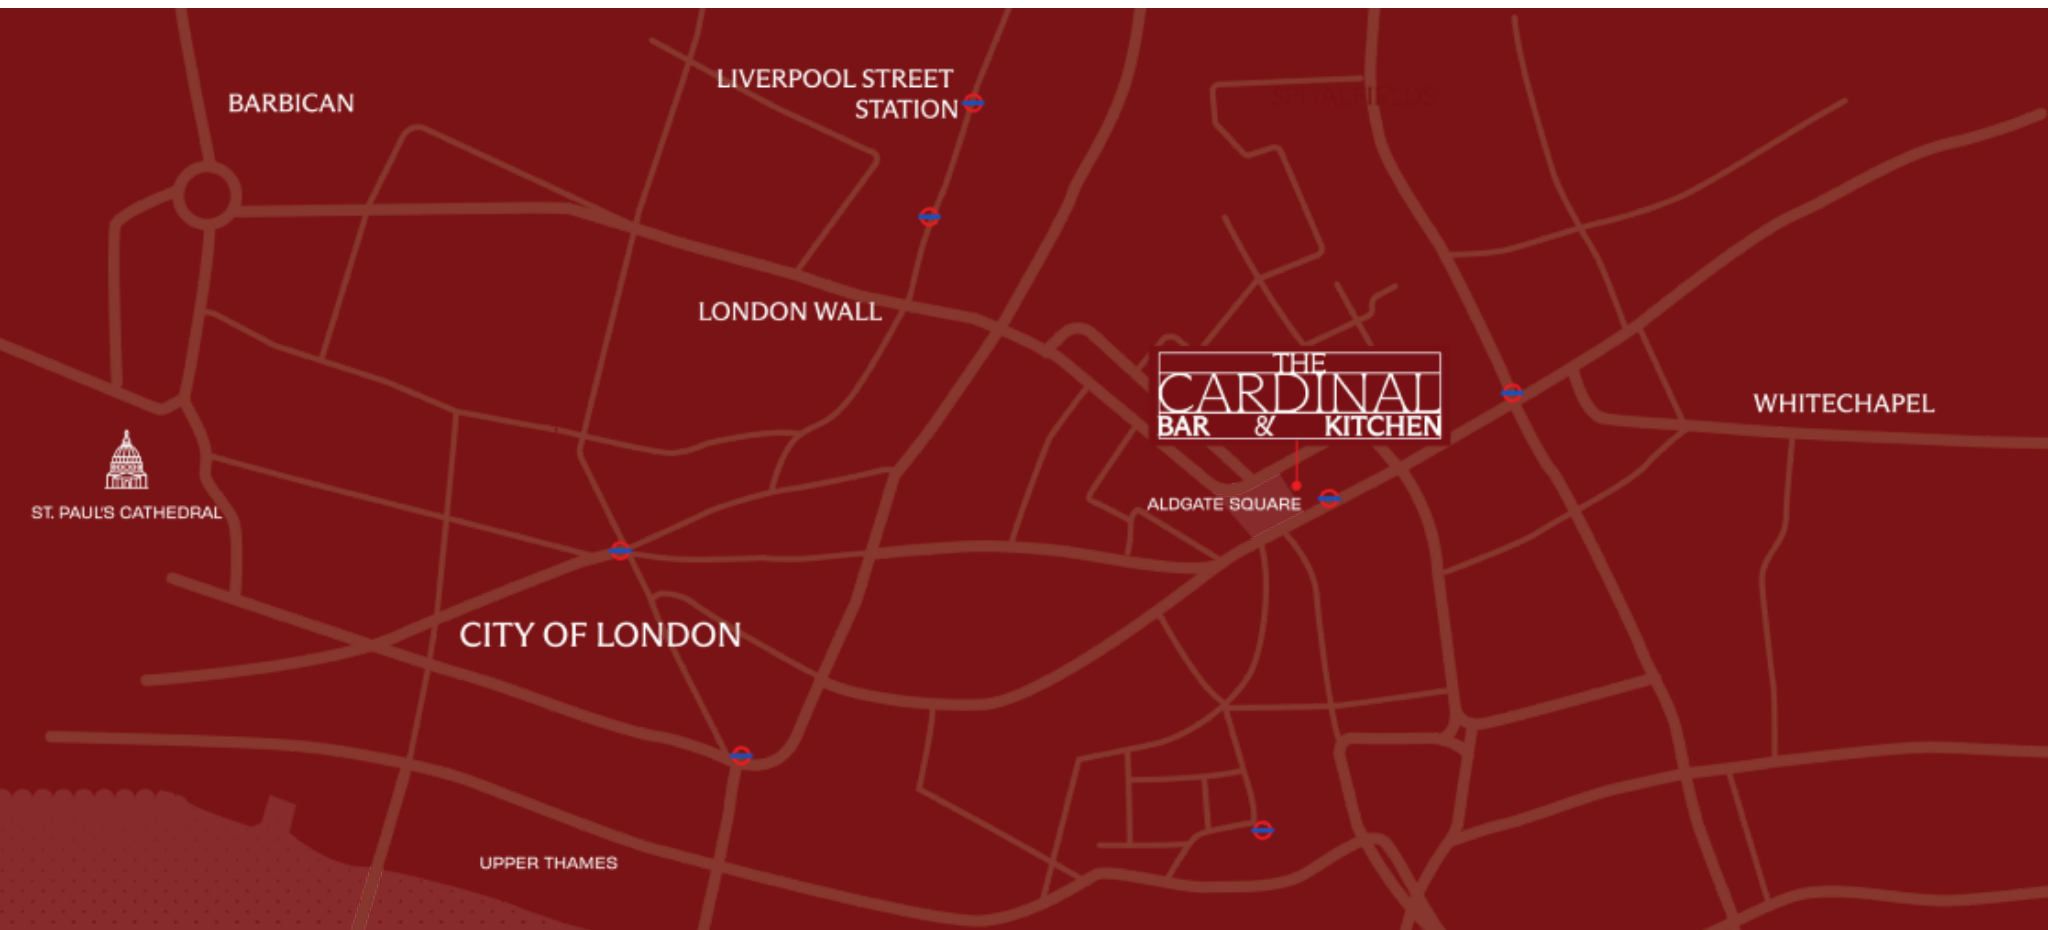 BARBICAN
LIVERPOOL STREET
STATION
SPITALFIELDS
LONDON WALL
THE
CARDINAL
BAR & KITCHEN
WHITECHAPEL
ALDGATE SQUARE
ST. PAUL'S CATHEDRAL
CITY OF LONDON
UPPER THAMES